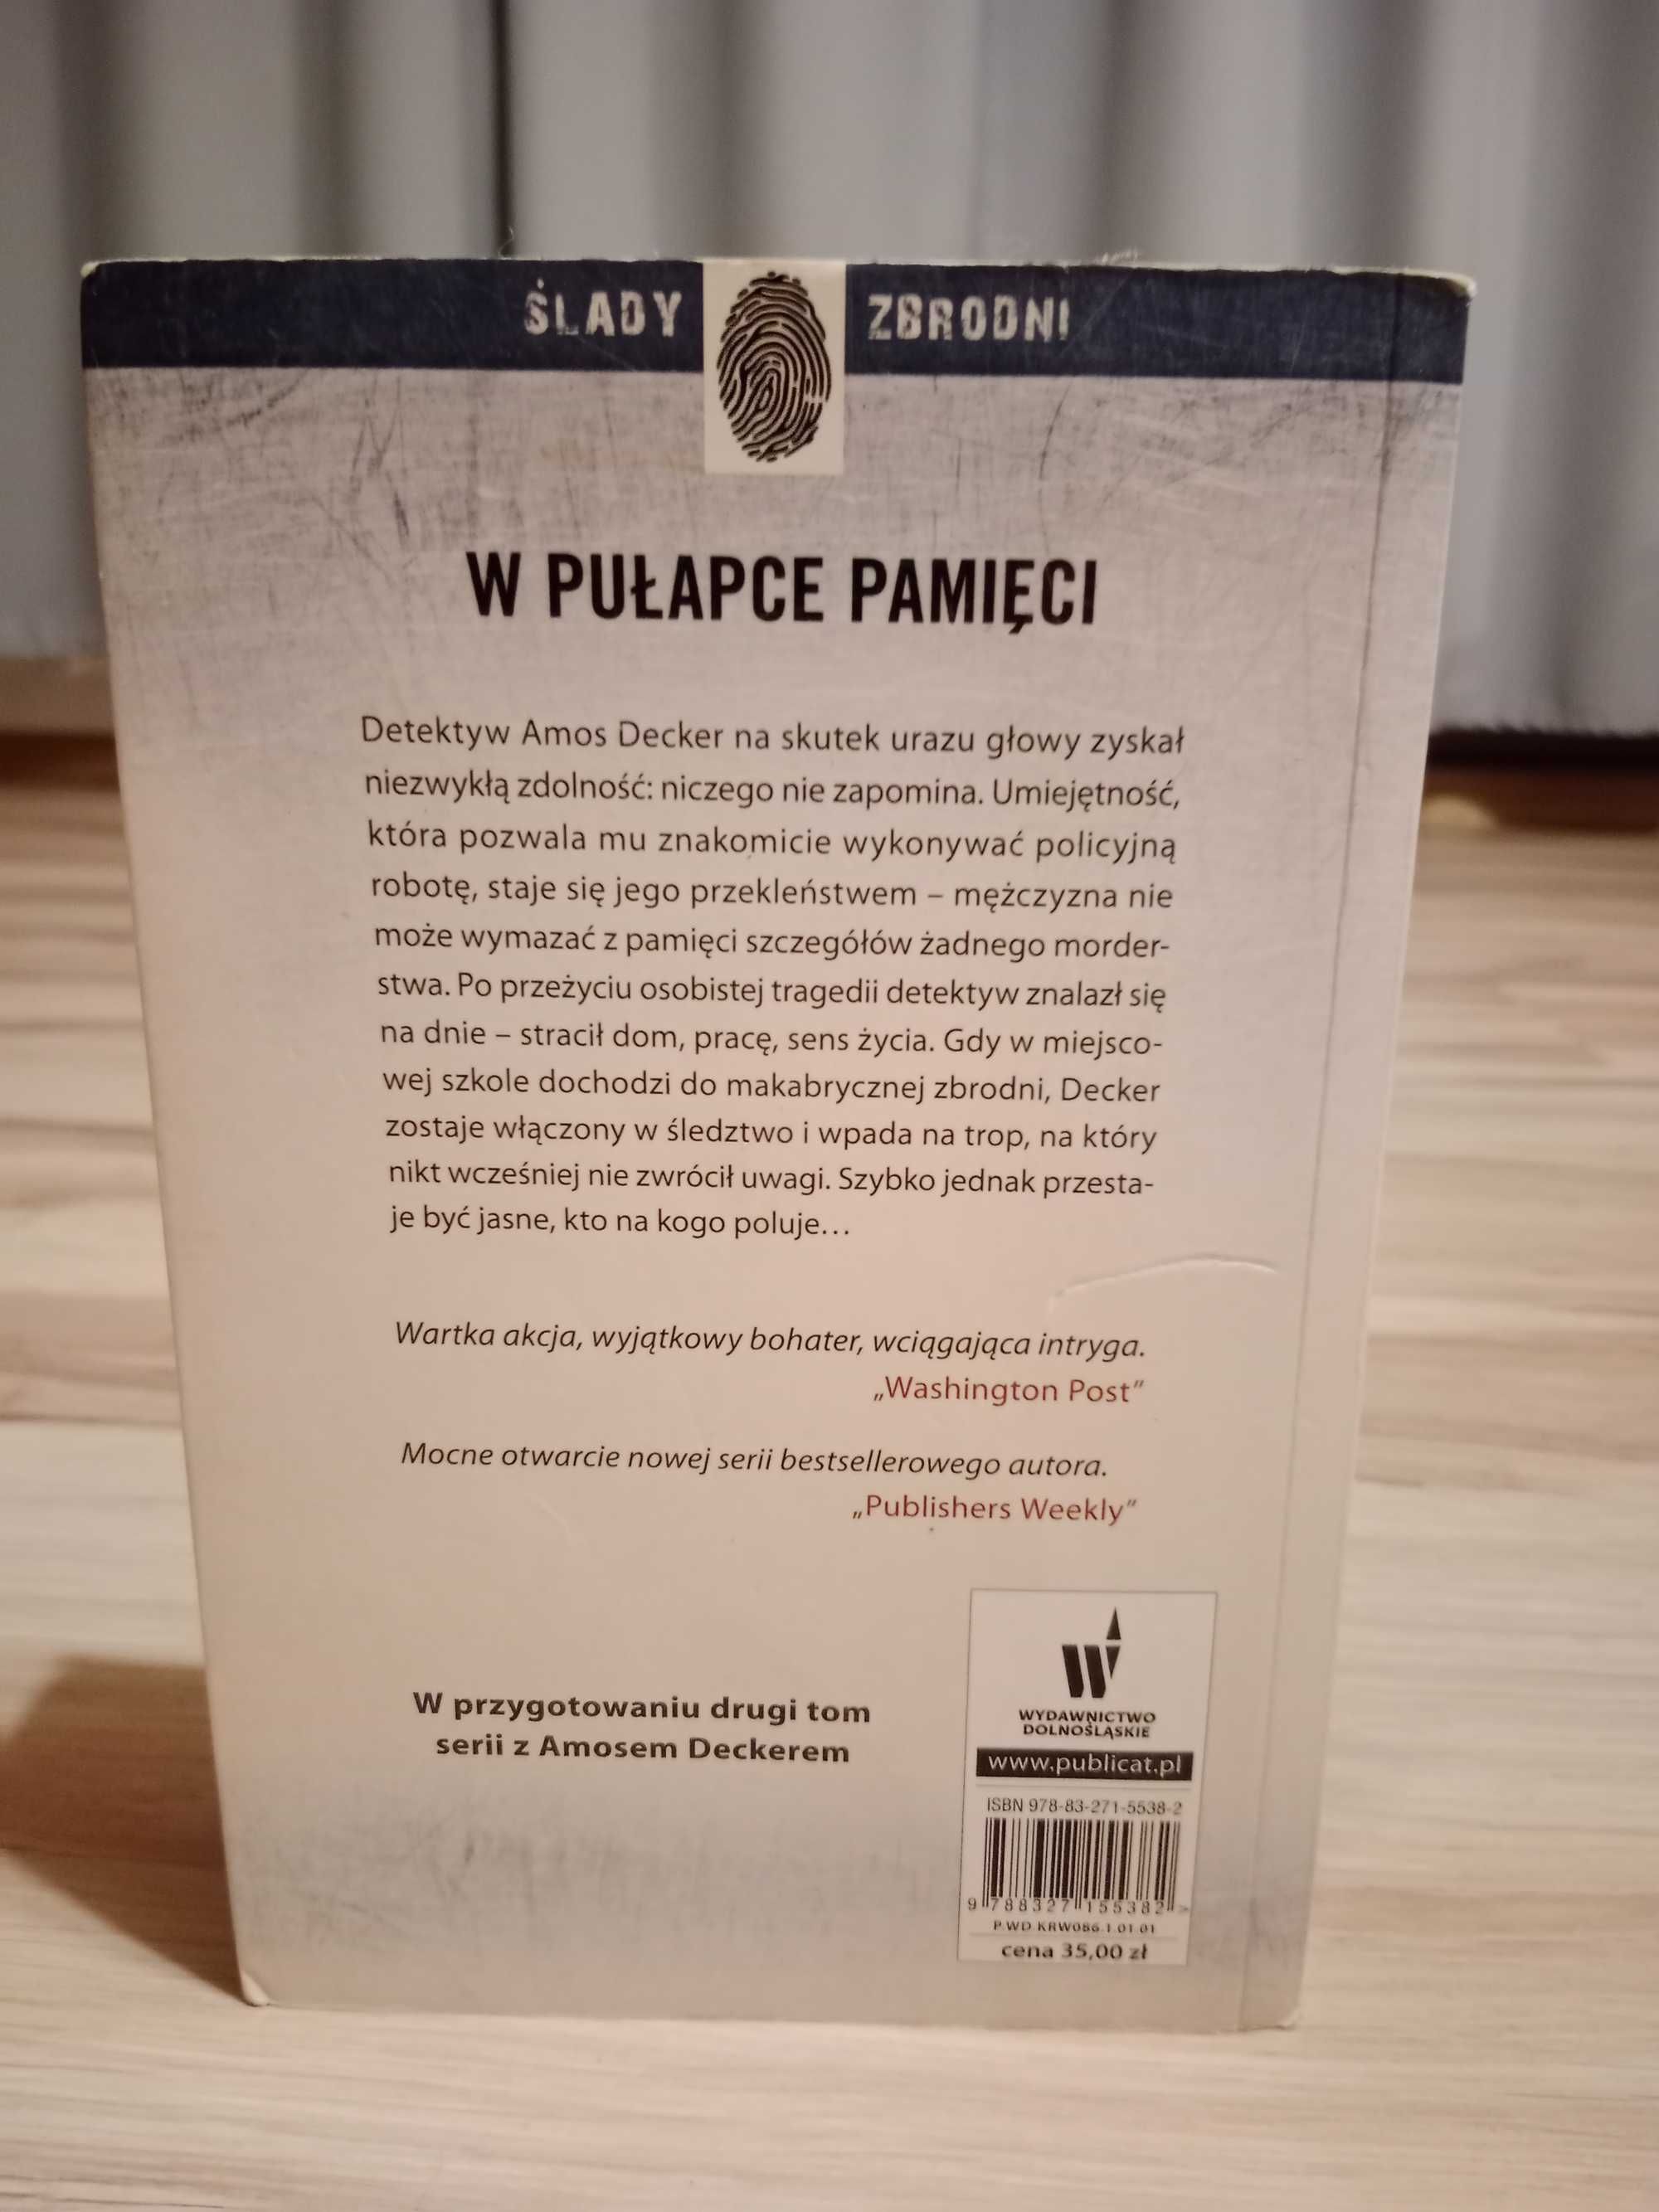 ŚLADY ZBRODNI
W PUŁAPCE PAMIĘCI
Detektyw Amos Decker na skutek urazu głowy zyskał
niezwykłą zdolność: niczego nie zapomina. Umiejętność,
która pozwala mu znakomicie wykonywać policyjną
robotę, staje się jego przekleństwem – mężczyzna nie
może wymazać z pamięci szczegółów żadnego morder-
stwa. Po przeżyciu osobistej tragedii detektyw znalazł się
na dnie – stracił dom, pracę, sens życia. Gdy w miejsco-
wej szkole dochodzi do makabrycznej zbrodni, Decker
zostaje włączony w śledztwo i wpada na trop, na który
nikt wcześniej nie zwrócił uwagi. Szybko jednak przesta-
je być jasne, kto na kogo poluje…
Wartka akcja, wyjątkowy bohater, wciągająca intryga.
„Washington Post”
Mocne otwarcie nowej serii bestsellerowego autora.
„Publishers Weekly”
W przygotowaniu drugi tom
serii z Amosem Deckerem
WYDAWNICTWO
DOLNOŚLĄSKIE
www.publicat.pl
ISBN 978-83-271-5538-2
9 788327 155382 >
P.WD.KRW086.1.01.01
cena 35,00 zł